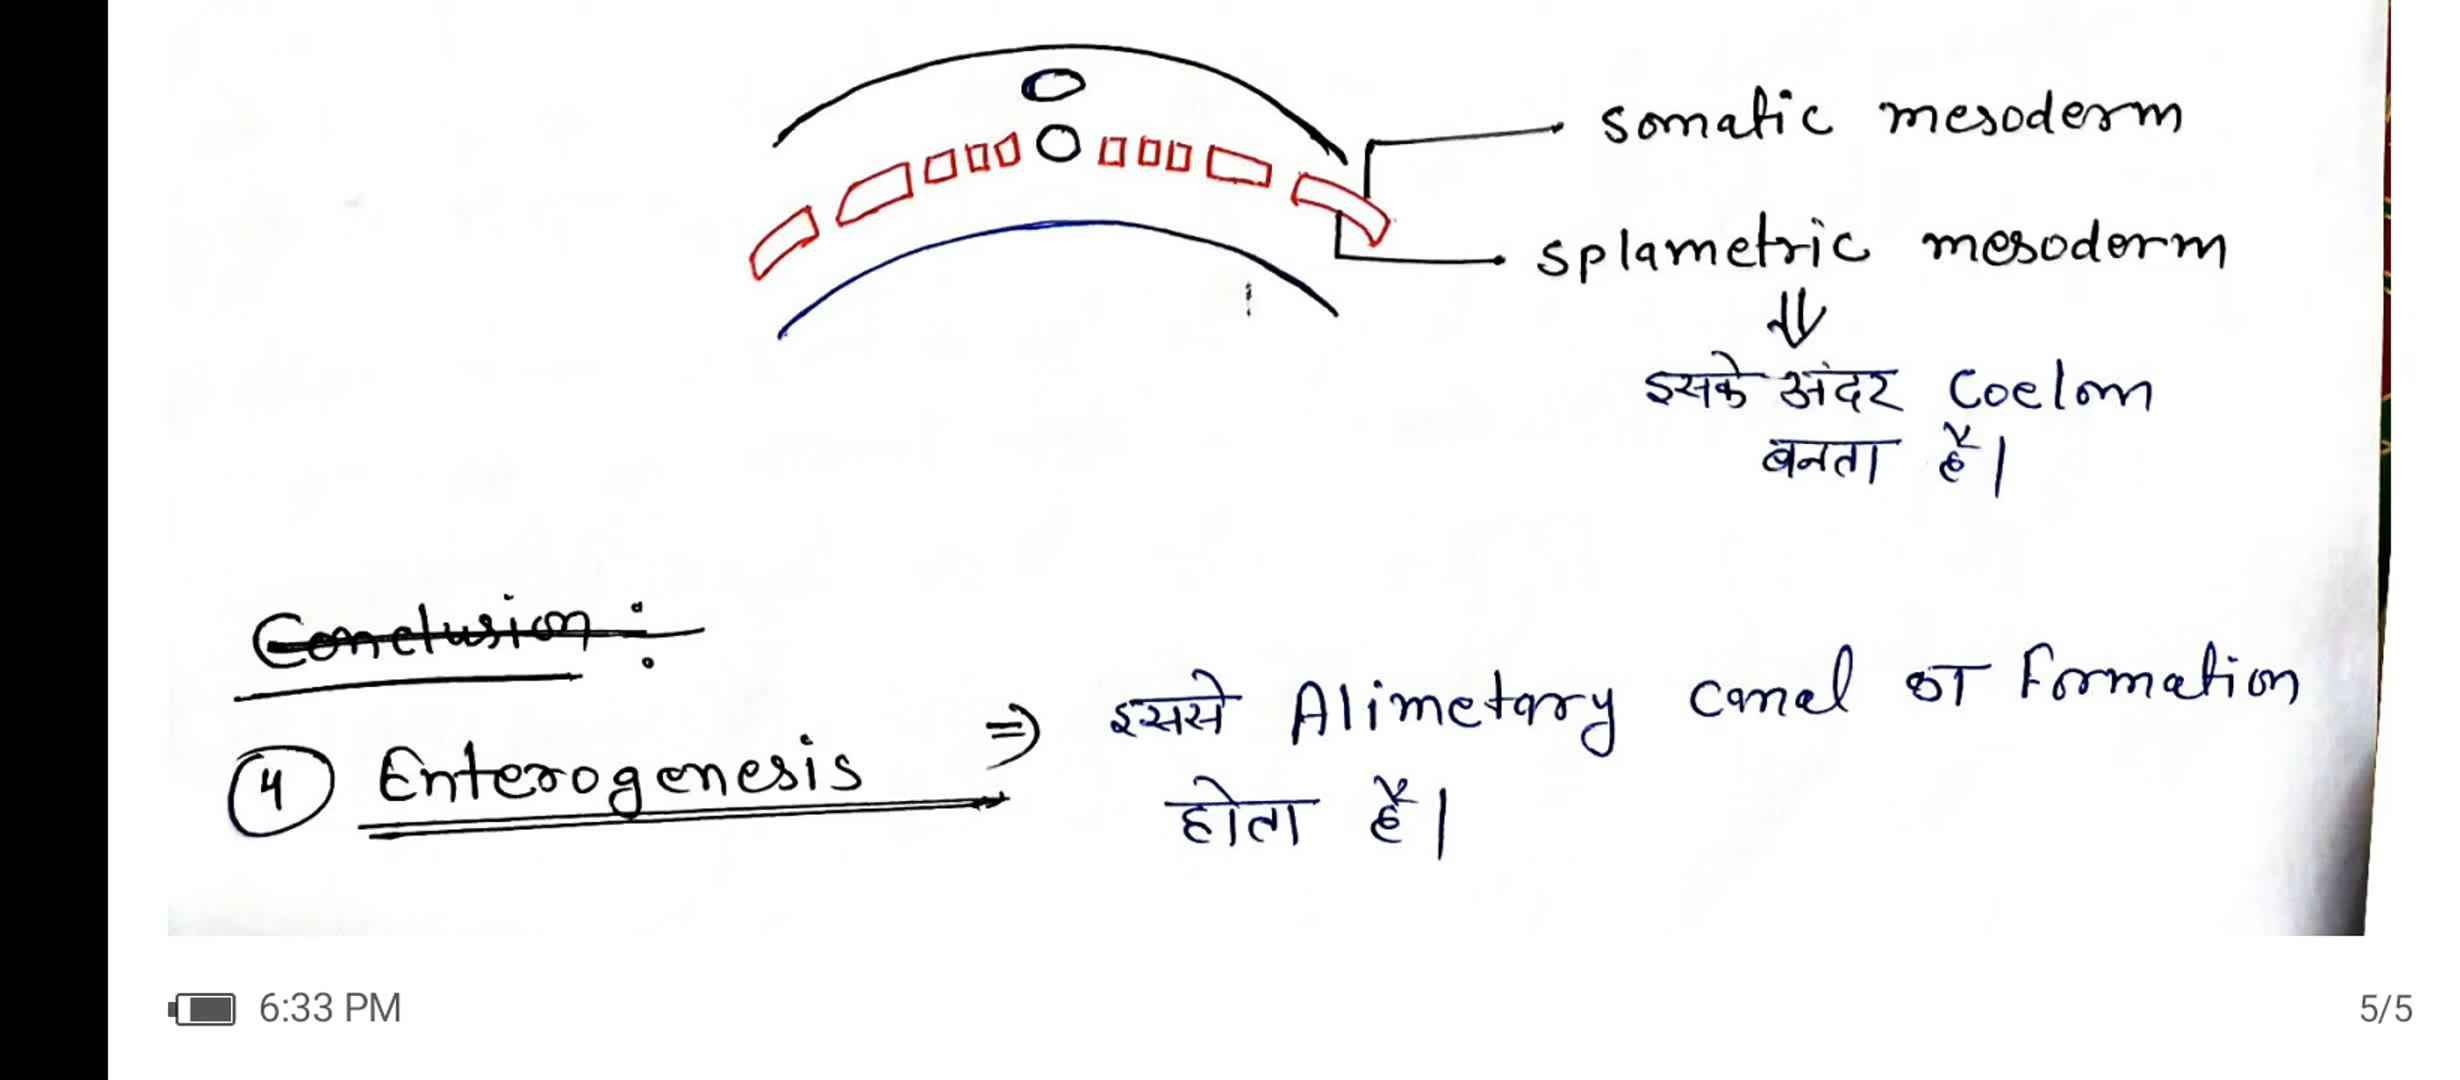 somatic mesoderm
splametric mesoderm
इसके अंदर Coelom
बनता है।
Conclusion:
④ Enterogenesis ⇒ इससे Alimetary canal का Formation
होता है।
6:33 PM
5/5